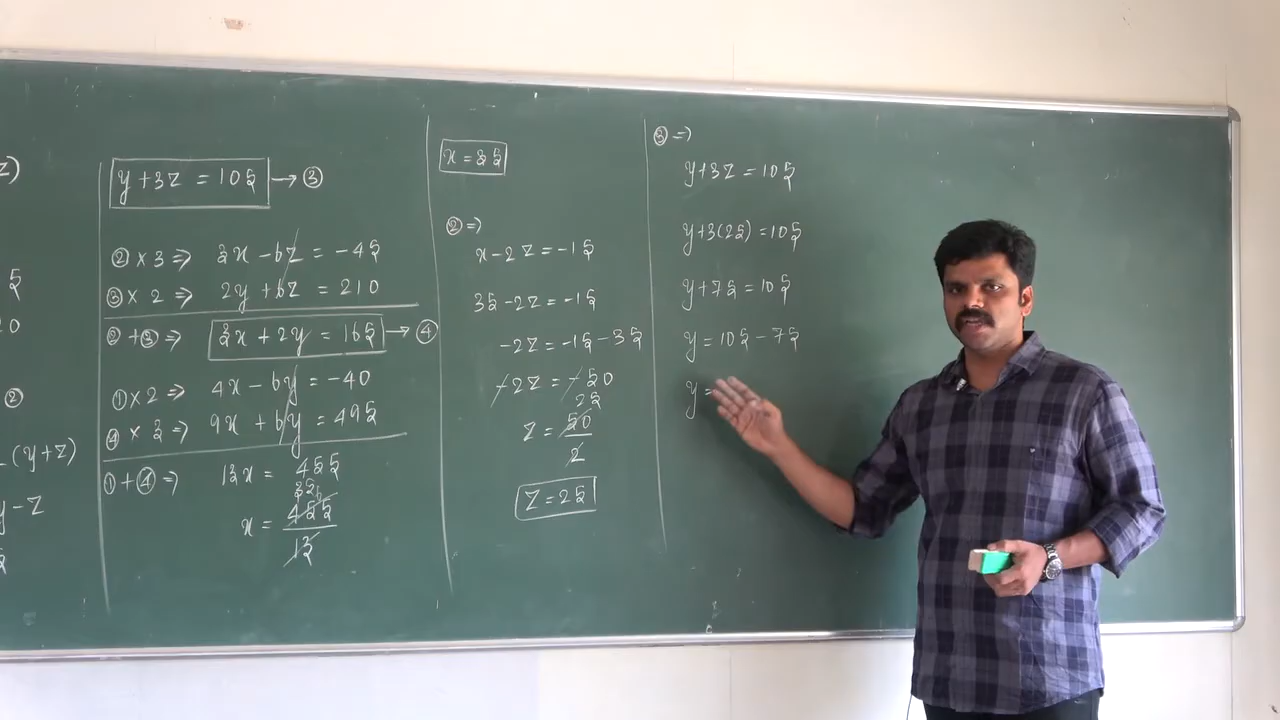 z)
5
20
②
-(y+z)
y-z
5
y+3z = 105 → ③
② × 3 ⇒ 3x-6z = -45
③ × 2 ⇒ 2y+6z = 210
② + ③ ⇒ 3x+2y = 165 → ④
① × 2 ⇒ 4x-6y = -40
④ × 3 ⇒ 9x+6y = 495
① + ④ ⇒ 13x = 455
35
x = 455
13
x = 35
② ⇒
x-2z = -15
35-2z = -15
-2z = -15-35
-2z = -50
25
z = 50
2
z = 25
③ ⇒
y+3z = 105
y+3(25) = 105
y+75 = 105
y = 105-75
y =